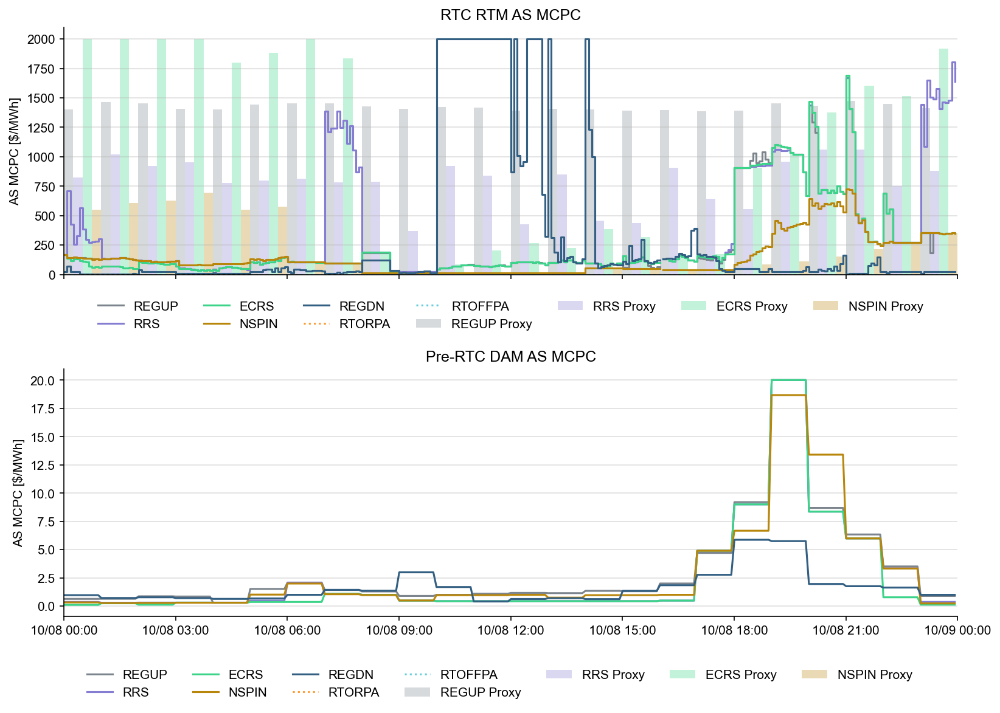 RTC RTM AS MCPC
AS MCPC [$/MWh]
2000
1750
1500
1250
1000
750
500
250
0
REGUP
ECRS
REGDN
RTOFFPA
RRS Proxy
ECRS Proxy
NSPIN Proxy
RRS
NSPIN
RTORPA
REGUP Proxy
Pre-RTC DAM AS MCPC
AS MCPC [$/MWh]
20.0
17.5
15.0
12.5
10.0
7.5
5.0
2.5
0.0
10/08 00:00
10/08 03:00
10/08 06:00
10/08 09:00
10/08 12:00
10/08 15:00
10/08 18:00
10/08 21:00
10/09 00:00
REGUP
ECRS
REGDN
RTOFFPA
RRS Proxy
ECRS Proxy
NSPIN Proxy
RRS
NSPIN
RTORPA
REGUP Proxy